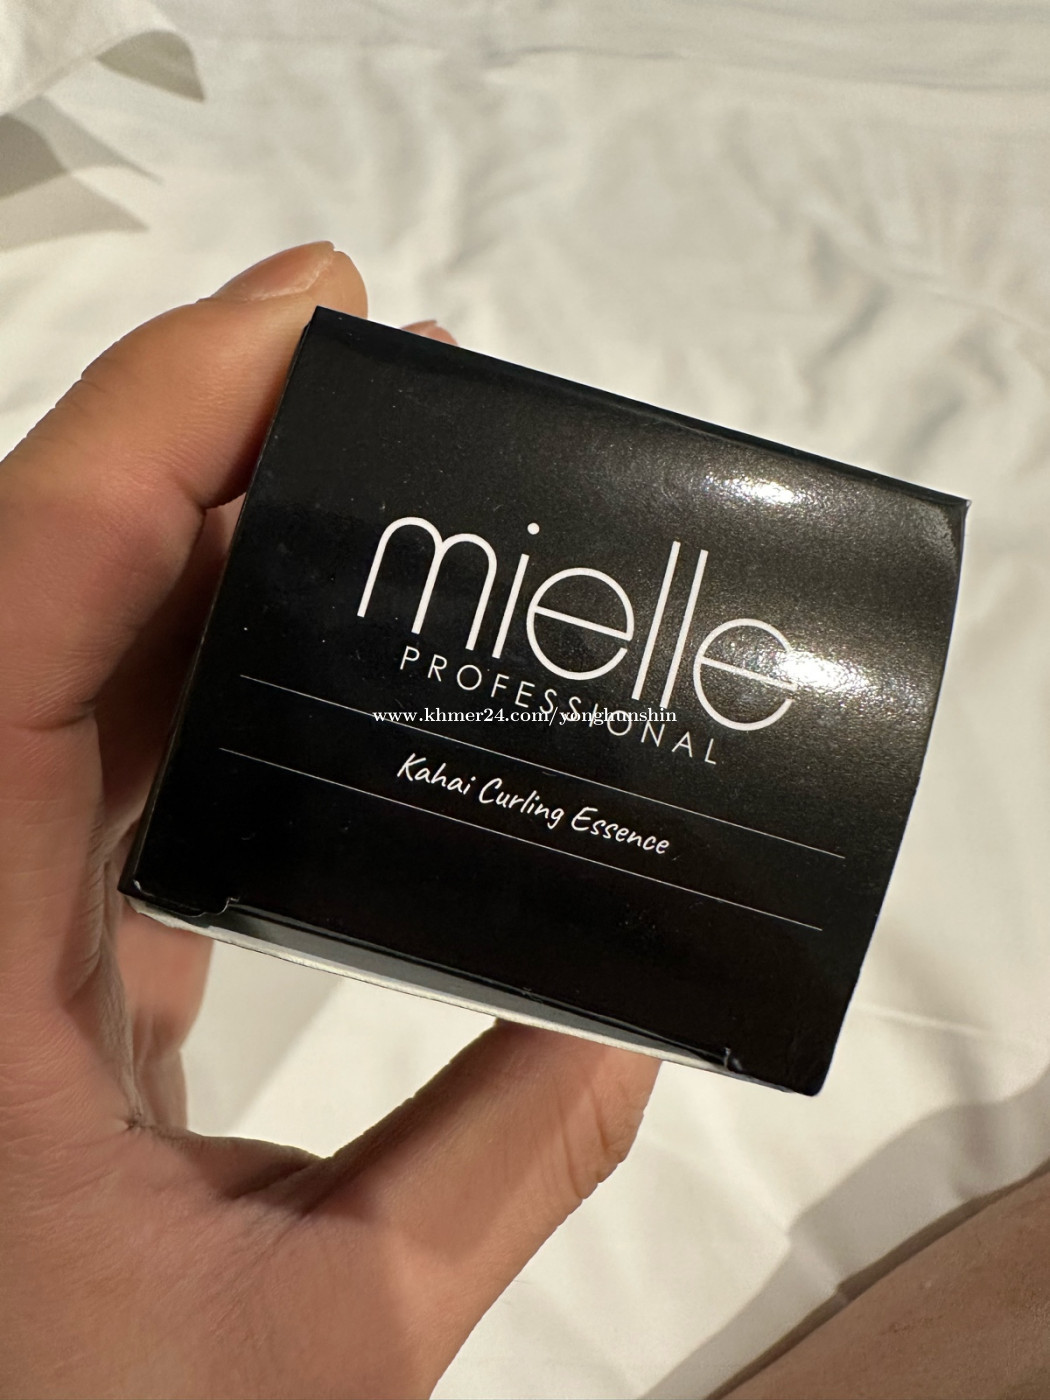 mielle
PROFESSIONAL
www.khmer24.com/yonghunshin
Kahai Curling Essence